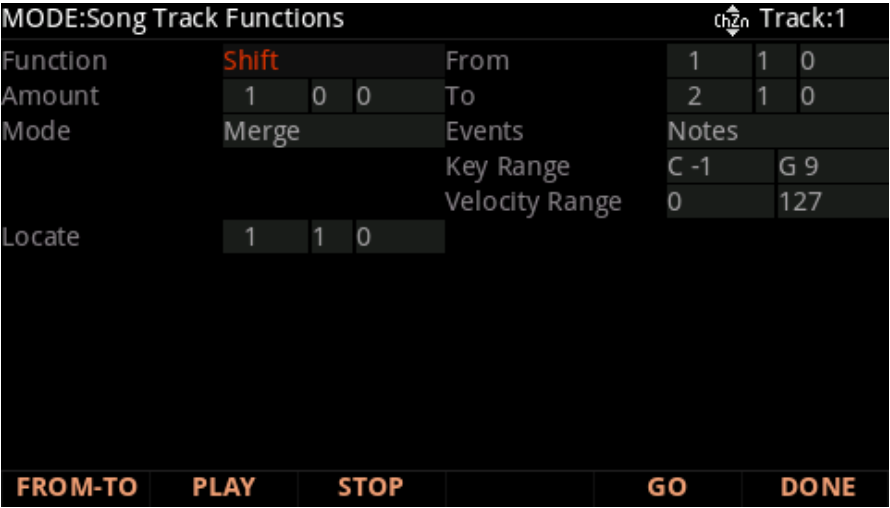 MODE:Song Track Functions ChZn Track:1
Function Shift From 1 1 0
Amount 1 0 0 To 2 1 0
Mode Merge Events Notes
Key Range C -1 G 9
Velocity Range 0 127
Locate 1 1 0
FROM-TO PLAY STOP GO DONE